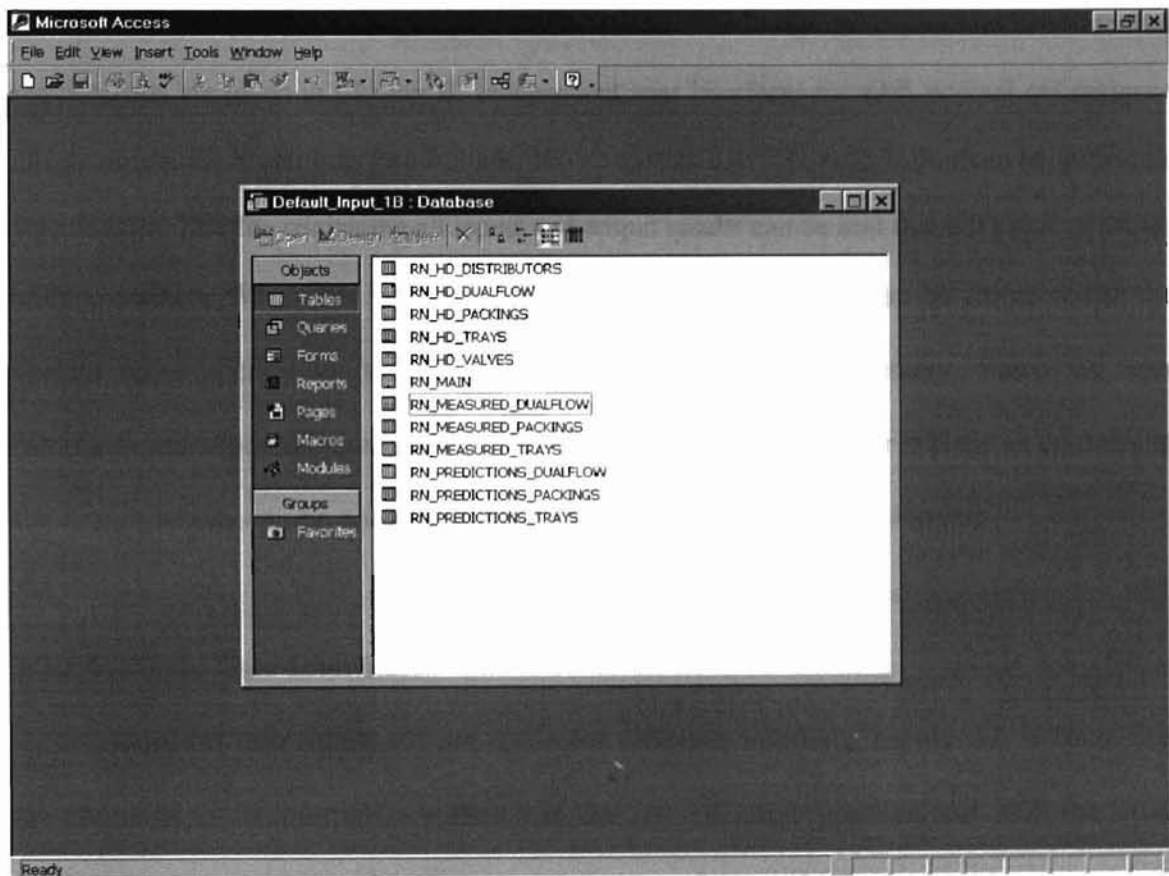 Microsoft Access
File Edit View Insert Tools Window Help
Default_Input_1B : Database
Open Design New
Objects
Tables
Queries
Forms
Reports
Pages
Macros
Modules
Groups
Favorites
RN_HD_DISTRIBUTORS
RN_HD_DUALFLOW
RN_HD_PACKINGS
RN_HD_TRAYS
RN_HD_VALVES
RN_MAIN
RN_MEASURED_DUALFLOW
RN_MEASURED_PACKINGS
RN_MEASURED_TRAYS
RN_PREDICTIONS_DUALFLOW
RN_PREDICTIONS_PACKINGS
RN_PREDICTIONS_TRAYS
Ready